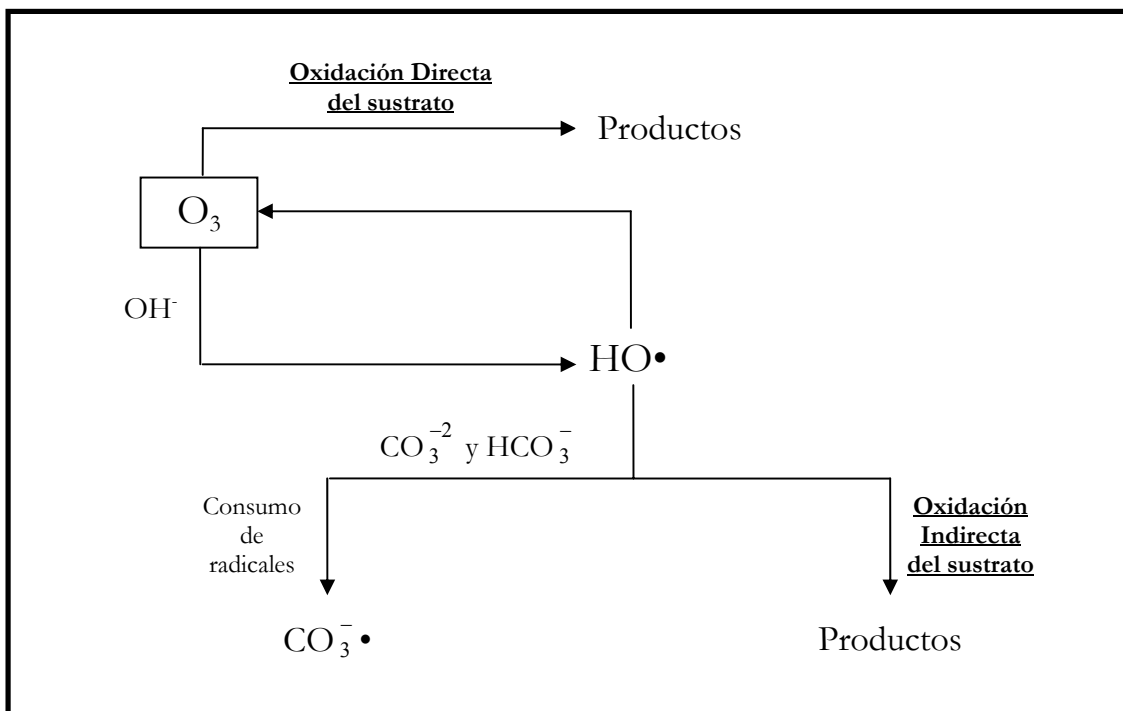 Oxidación Directa
del sustrato
Productos
O₃
OH⁻
HO•
CO₃⁻² y HCO₃⁻
Consumo
de
radicales
Oxidación
Indirecta
del sustrato
CO₃⁻•
Productos